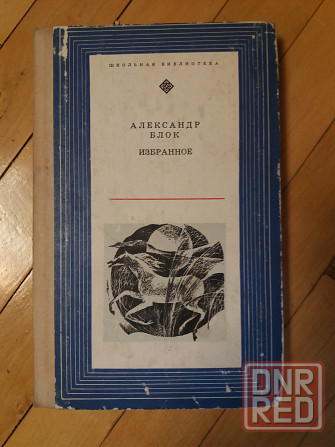 ШКОЛЬНАЯ БИБЛИОТЕКА
АЛЕКСАНДР
БЛОК
ИЗБРАННОЕ
DNR
RED